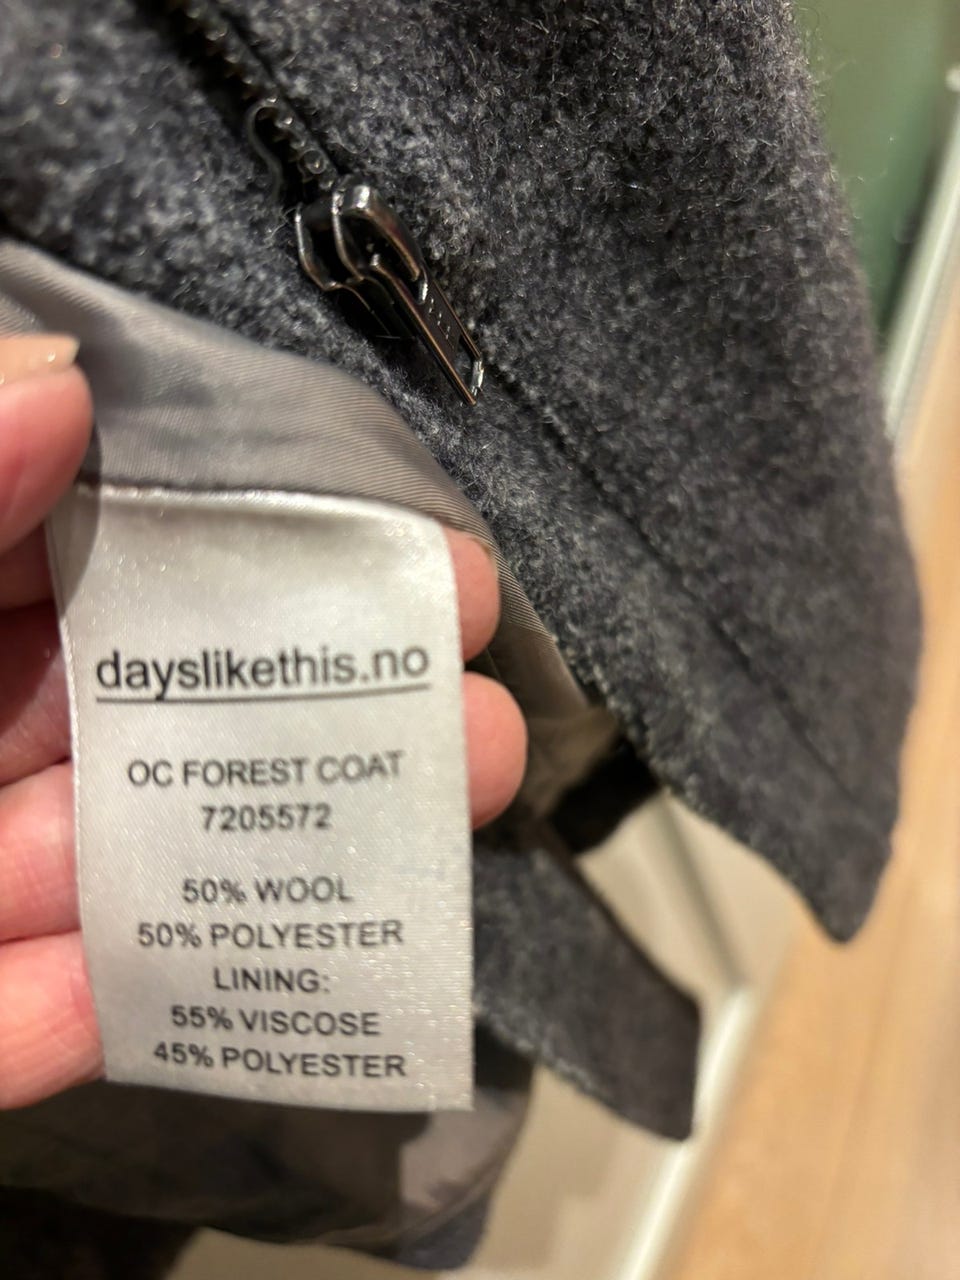 dayslikethis.no
OC FOREST COAT
7205572
50% WOOL
50% POLYESTER
LINING:
55% VISCOSE
45% POLYESTER